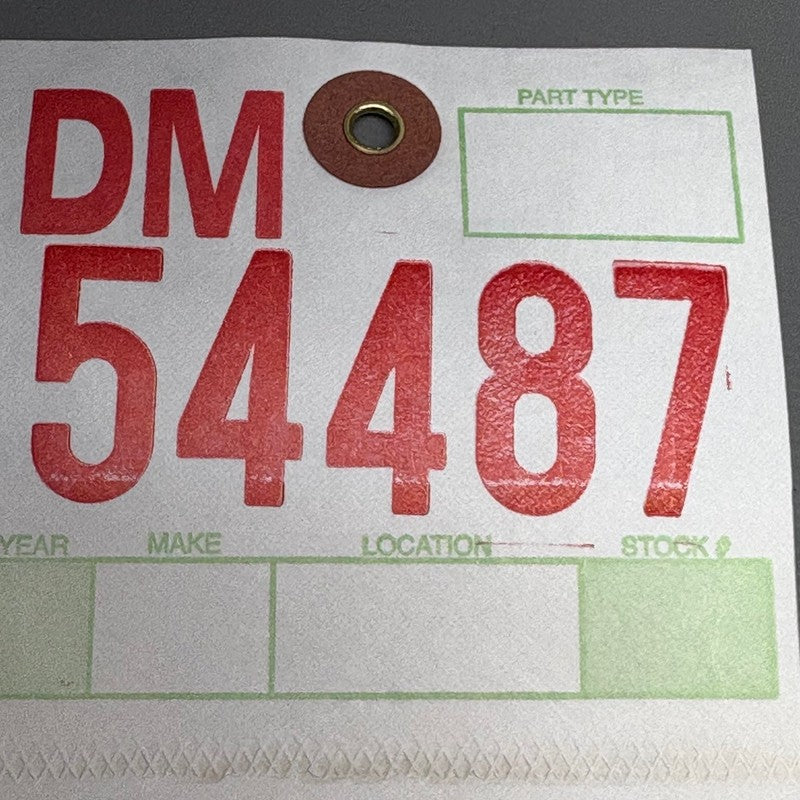 DM
PART TYPE
54487
YEAR MAKE LOCATION STOCK #